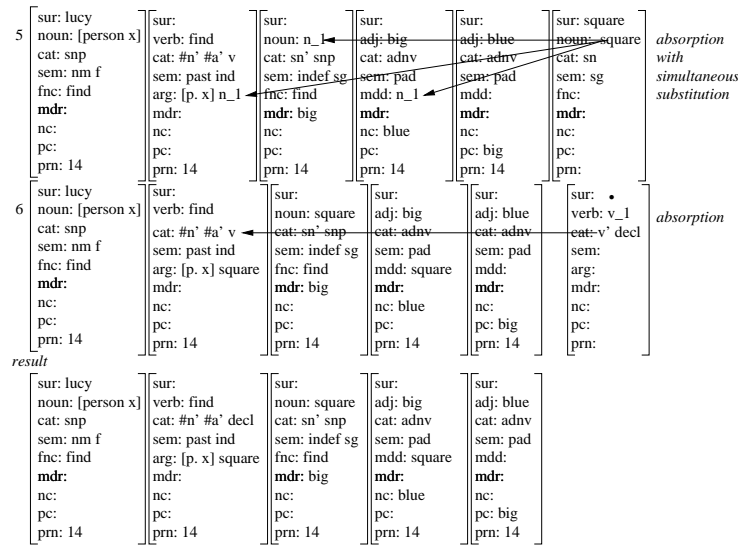 5
sur: lucy
noun: [person x]
cat: snp
sem: nm f
fnc: find
mdr:
nc:
pc:
prn: 14
sur:
verb: find
cat: #n’ #a’ v
sem: past ind
arg: [p. x] n_1
mdr:
nc:
pc:
prn: 14
sur:
noun: n_1
cat: sn’ snp
sem: indef sg
fnc: find
mdr: big
nc:
pc:
prn: 14
sur:
adj: big
cat: adnv
sem: pad
mdd: n_1
mdr:
nc: blue
pc:
prn: 14
sur:
adj: blue
cat: adnv
sem: pad
mdd:
mdr:
nc:
pc: big
prn: 14
sur: square
noun: square
cat: sn
sem: sg
fnc:
mdr:
nc:
pc:
prn:
absorption
with
simultaneous
substitution
6
sur: lucy
noun: [person x]
cat: snp
sem: nm f
fnc: find
mdr:
nc:
pc:
prn: 14
sur:
verb: find
cat: #n’ #a’ v
sem: past ind
arg: [p. x] square
mdr:
nc:
pc:
prn: 14
sur:
noun: square
cat: sn’ snp
sem: indef sg
fnc: find
mdr: big
nc:
pc:
prn: 14
sur:
adj: big
cat: adnv
sem: pad
mdd: square
mdr:
nc: blue
pc:
prn: 14
sur:
adj: blue
cat: adnv
sem: pad
mdd:
mdr:
nc:
pc: big
prn: 14
sur: •
verb: v_1
cat: v’ decl
sem:
arg:
mdr:
nc:
pc:
prn:
absorption
result
sur: lucy
noun: [person x]
cat: snp
sem: nm f
fnc: find
mdr:
nc:
pc:
prn: 14
sur:
verb: find
cat: #n’ #a’ decl
sem: past ind
arg: [p. x] square
mdr:
nc:
pc:
prn: 14
sur:
noun: square
cat: sn’ snp
sem: indef sg
fnc: find
mdr: big
nc:
pc:
prn: 14
sur:
adj: big
cat: adnv
sem: pad
mdd: square
mdr:
nc: blue
pc:
prn: 14
sur:
adj: blue
cat: adnv
sem: pad
mdd:
mdr:
nc:
pc: big
prn: 14